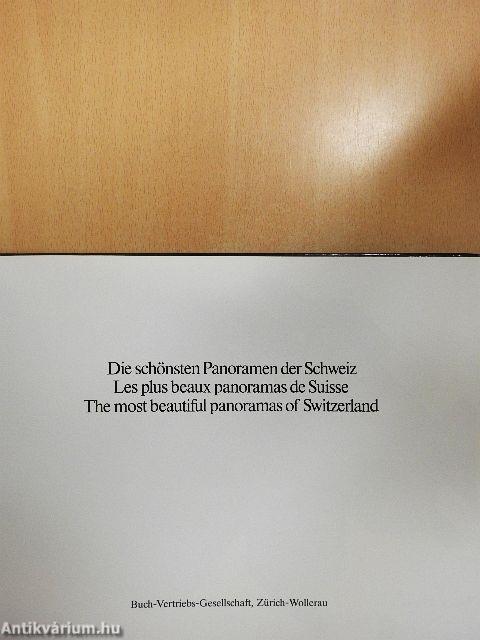 Die schönsten Panoramen der Schweiz
Les plus beaux panoramas de Suisse
The most beautiful panoramas of Switzerland
Buch-Vertriebs-Gesellschaft, Zürich-Wollerau
Antikvárium.hu